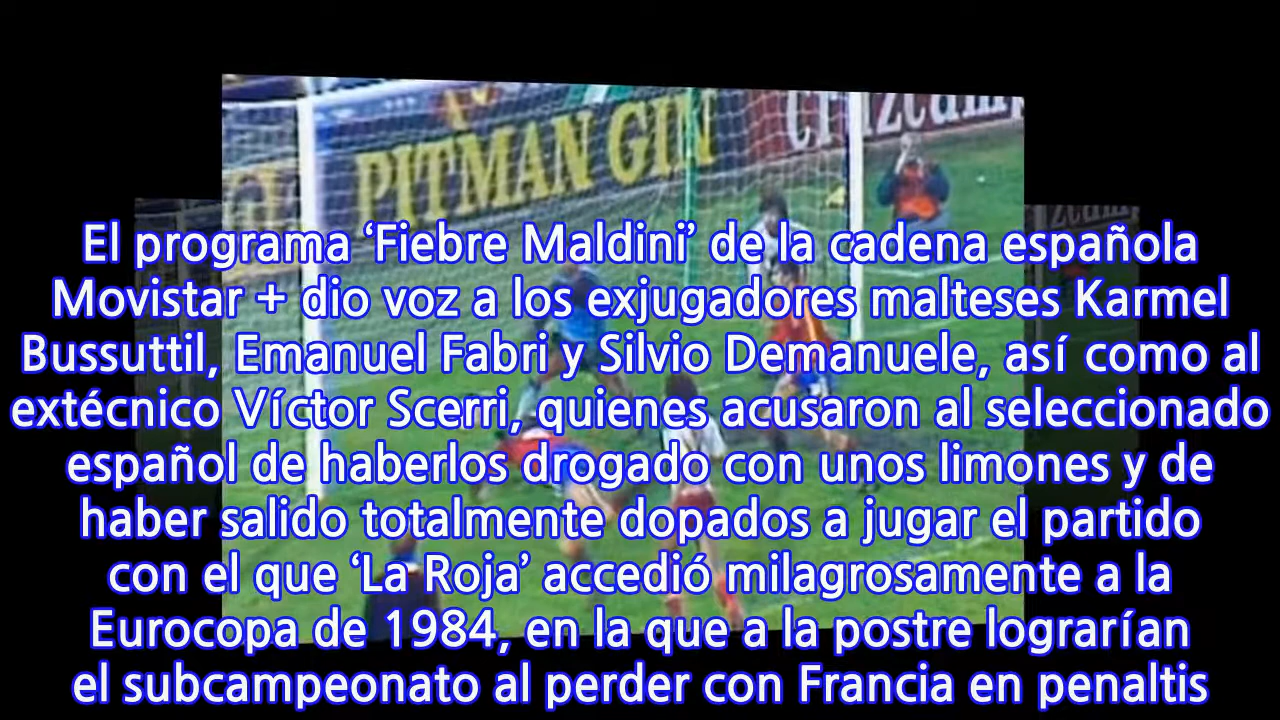 PITMAN GIN
El programa ‘Fiebre Maldini’ de la cadena española
Movistar + dio voz a los exjugadores malteses Karmel
Bussuttil, Emanuel Fabri y Silvio Demanuele, así como al
extécnico Víctor Scerri, quienes acusaron al seleccionado
español de haberlos drogado con unos limones y de
haber salido totalmente dopados a jugar el partido
con el que ‘La Roja’ accedió milagrosamente a la
Eurocopa de 1984, en la que a la postre lograrían
el subcampeonato al perder con Francia en penaltis